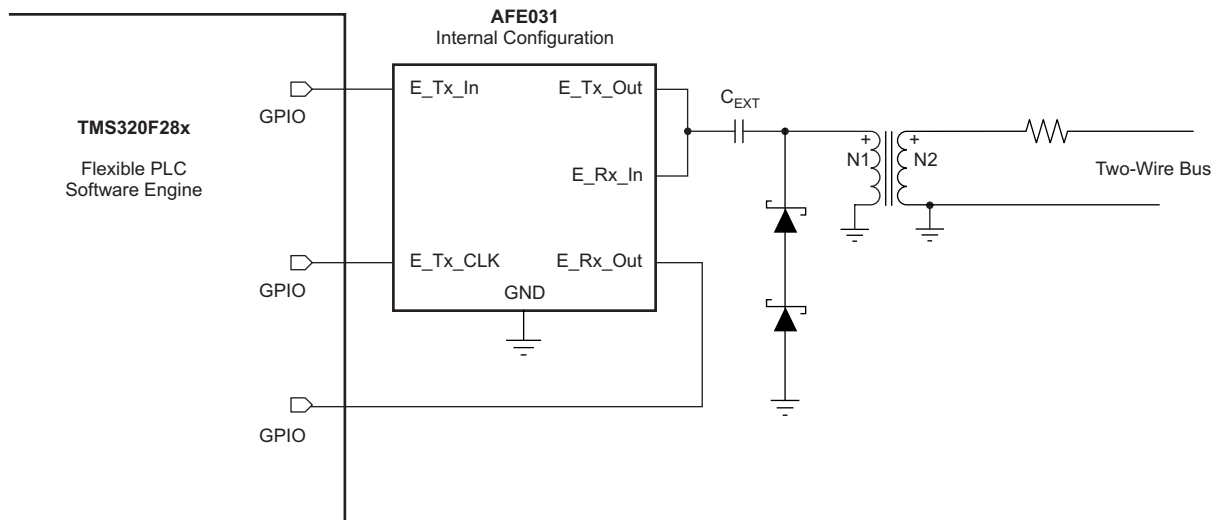 AFE031
Internal Configuration
E_Tx_In
E_Tx_Out
GPIO
C_EXT
TMS320F28x
Flexible PLC
Software Engine
E_Rx_In
+
N1
+
N2
Two-Wire Bus
E_Tx_CLK
E_Rx_Out
GPIO
GND
GPIO